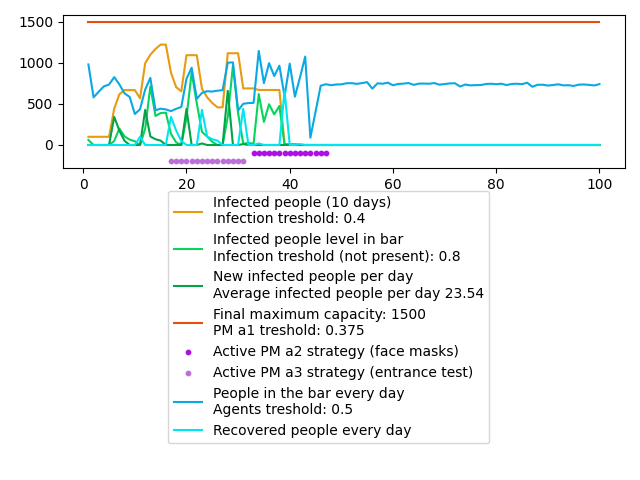 1500
1000
500
0
0
20
40
60
80
100
Infected people (10 days)
Infection treshold: 0.4
Infected people level in bar
Infection treshold (not present): 0.8
New infected people per day
Average infected people per day 23.54
Final maximum capacity: 1500
PM a1 treshold: 0.375
Active PM a2 strategy (face masks)
Active PM a3 strategy (entrance test)
People in the bar every day
Agents treshold: 0.5
Recovered people every day